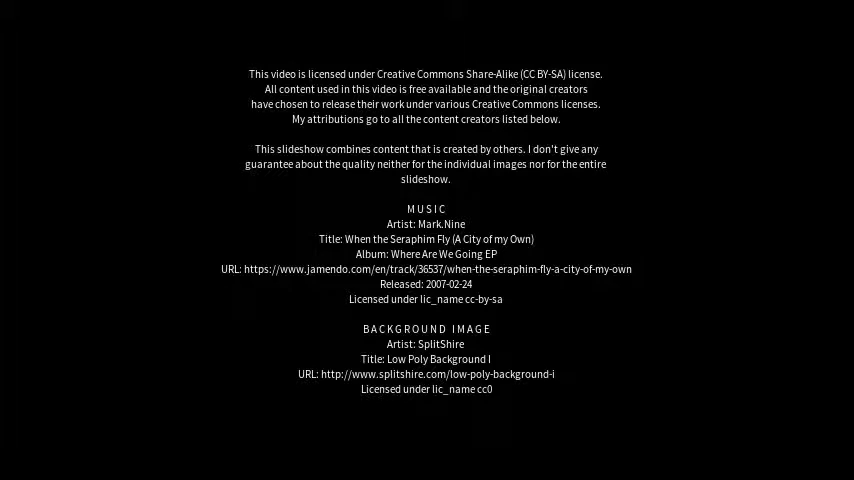 This video is licensed under Creative Commons Share-Alike (CC BY-SA) license.
All content used in this video is free available and the original creators
have chosen to release their work under various Creative Commons licenses.
My attributions go to all the content creators listed below.
This slideshow combines content that is created by others. I don't give any
guarantee about the quality neither for the individual images nor for the entire
slideshow.
MUSIC
Artist: Mark.Nine
Title: When the Seraphim Fly (A City of my Own)
Album: Where Are We Going EP
URL: https://www.jamendo.com/en/track/36537/when-the-seraphim-fly-a-city-of-my-own
Released: 2007-02-24
Licensed under lic_name cc-by-sa
BACKGROUND IMAGE
Artist: SplitShire
Title: Low Poly Background I
URL: http://www.splitshire.com/low-poly-background-i
Licensed under lic_name cc0